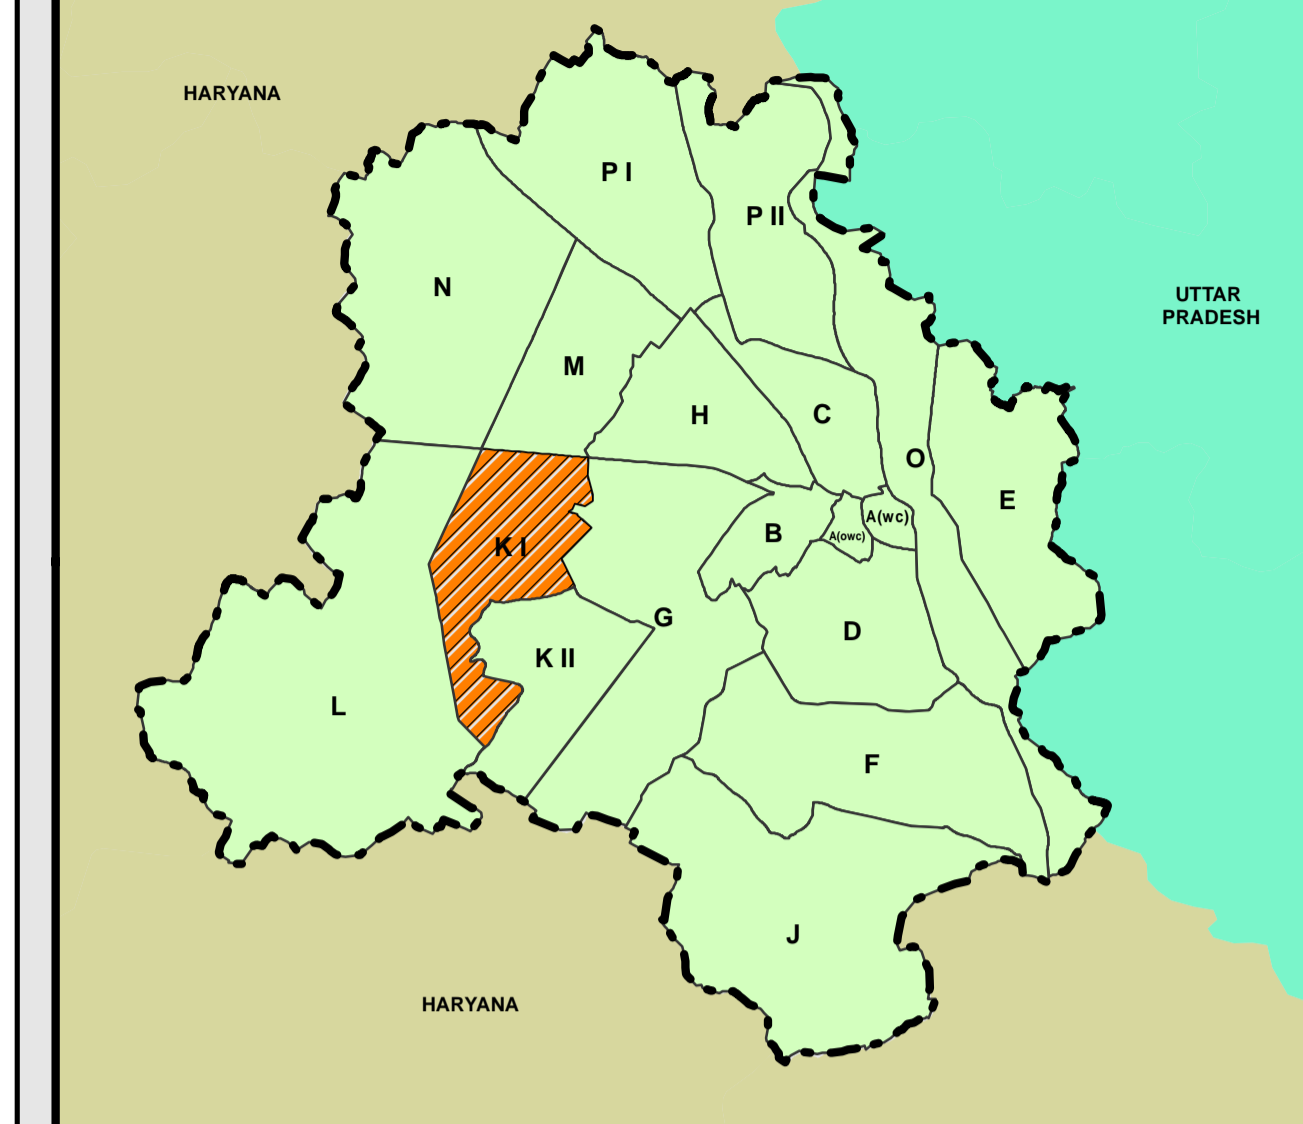 HARYANA
P I
P II
N
UTTAR
PRADESH
M
H
C
O
E
A(wc)
B
A(owc)
K I
G
D
K II
L
F
J
HARYANA